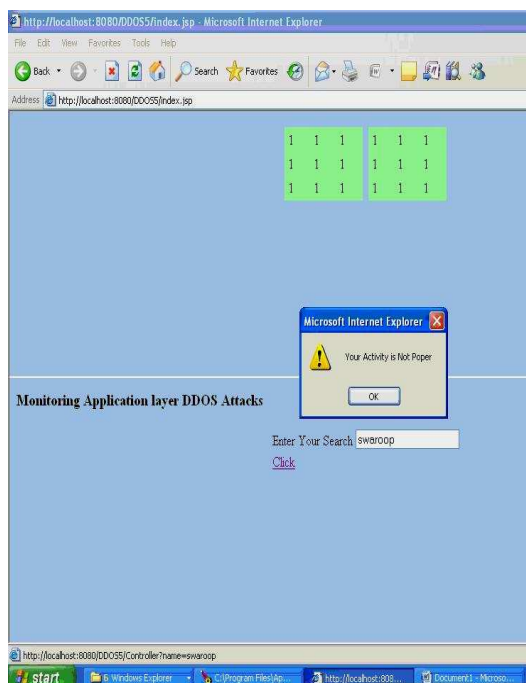 http://localhost:8080/DDOS5/index.jsp - Microsoft Internet Explorer
File Edit View Favorites Tools Help
Back Search Favorites
Address http://localhost:8080/DDOS5/index.jsp
1 1 1 1 1 1
1 1 1 1 1 1
1 1 1 1 1 1
Microsoft Internet Explorer
Your Activity is Not Poper
OK
Monitoring Application layer DDOS Attacks
Enter Your Search swaroop
Click
http://localhost:8080/DDOS5/Controller?name=swaroop
start 6 Windows Explorer C:\Program Files\Ap... http://localhost:808... Document1 - Microso...